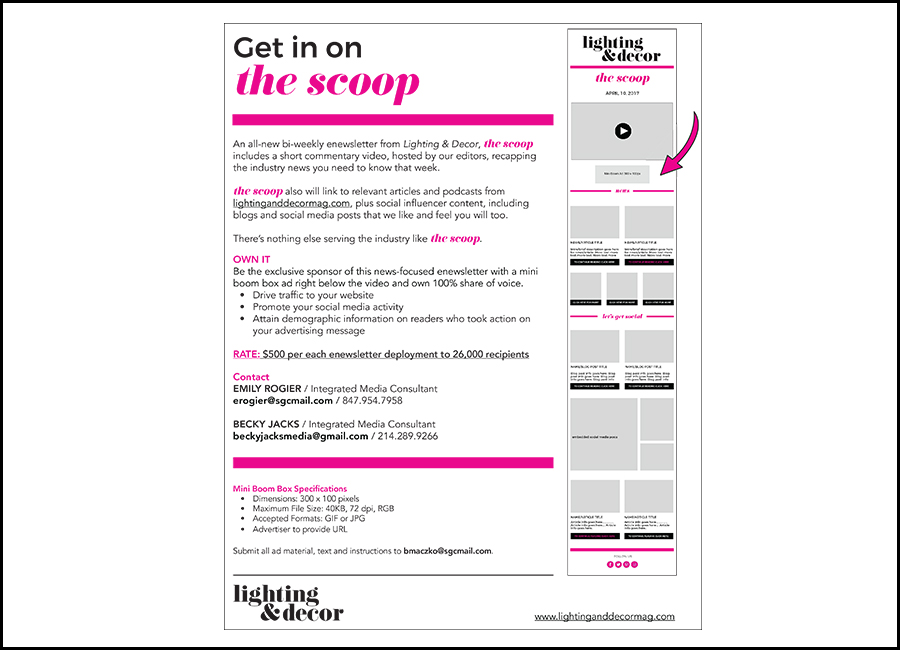 Get in on
the scoop
An all-new bi-weekly enewsletter from Lighting & Decor, the scoop
includes a short commentary video, hosted by our editors, recapping
the industry news you need to know that week.
the scoop also will link to relevant articles and podcasts from
lightinganddecormag.com, plus social influencer content, including
blogs and social media posts that we like and feel you will too.
There's nothing else serving the industry like the scoop.
OWN IT
Be the exclusive sponsor of this news-focused enewsletter with a mini
boom box ad right below the video and own 100% share of voice.
• Drive traffic to your website
• Promote your social media activity
• Attain demographic information on readers who took action on
your advertising message
RATE: $500 per each enewsletter deployment to 26,000 recipients
Contact
EMILY ROGIER / Integrated Media Consultant
erogier@sgcmail.com / 847.954.7958
BECKY JACKS / Integrated Media Consultant
beckyjacksmedia@gmail.com / 214.289.9266
Mini Boom Box Specifications
• Dimensions: 300 x 100 pixels
• Maximum File Size: 40KB, 72 dpi, RGB
• Accepted Formats: GIF or JPG
• Advertiser to provide URL
Submit all ad material, text and instructions to bmaczko@sgcmail.com.
lighting
&decor
www.lightinganddecormag.com
lighting
&decor
the scoop
APRIL 10, 2017
news
let's get social
embedded social media posts
FOLLOW US